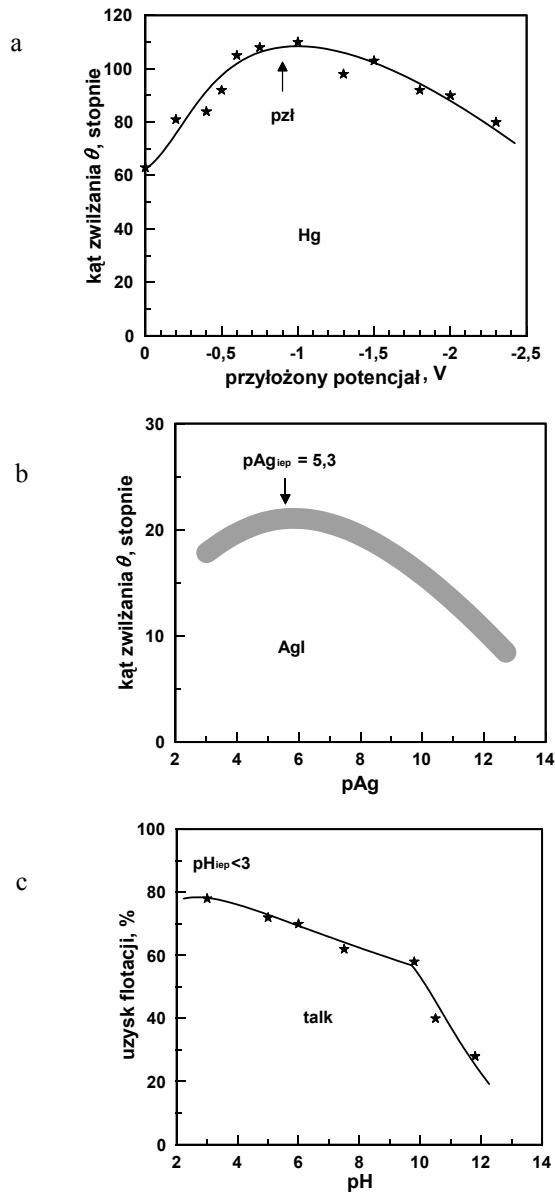 a
kąt zwilżania θ, stopnie
120
100
80
60
40
20
0
pzł
Hg
0
-0,5
-1
-1,5
-2
-2,5
przyłożony potencjał, V
b
kąt zwilżania θ, stopnie
30
20
10
0
pAgiep = 5,3
AgI
2
4
6
8
10
12
14
pAg
c
uzysk flotacji, %
100
80
60
40
20
0
pHiep<3
talk
2
4
6
8
10
12
14
pH